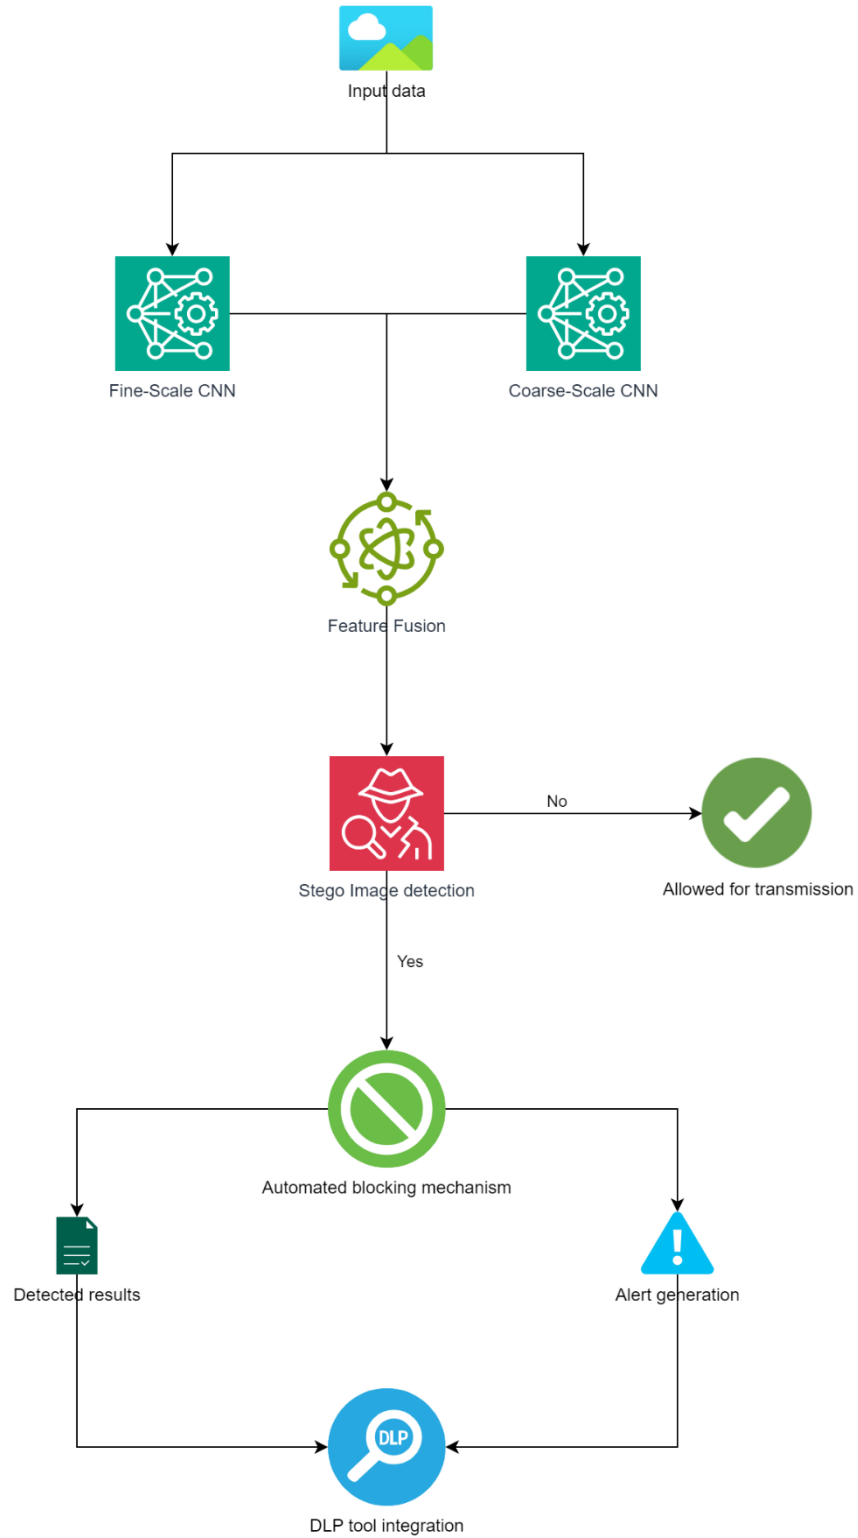 Input data
Fine-Scale CNN
Coarse-Scale CNN
Feature Fusion
No
Stego Image detection
Allowed for transmission
Yes
Automated blocking mechanism
Detected results
Alert generation
DLP
DLP tool integration